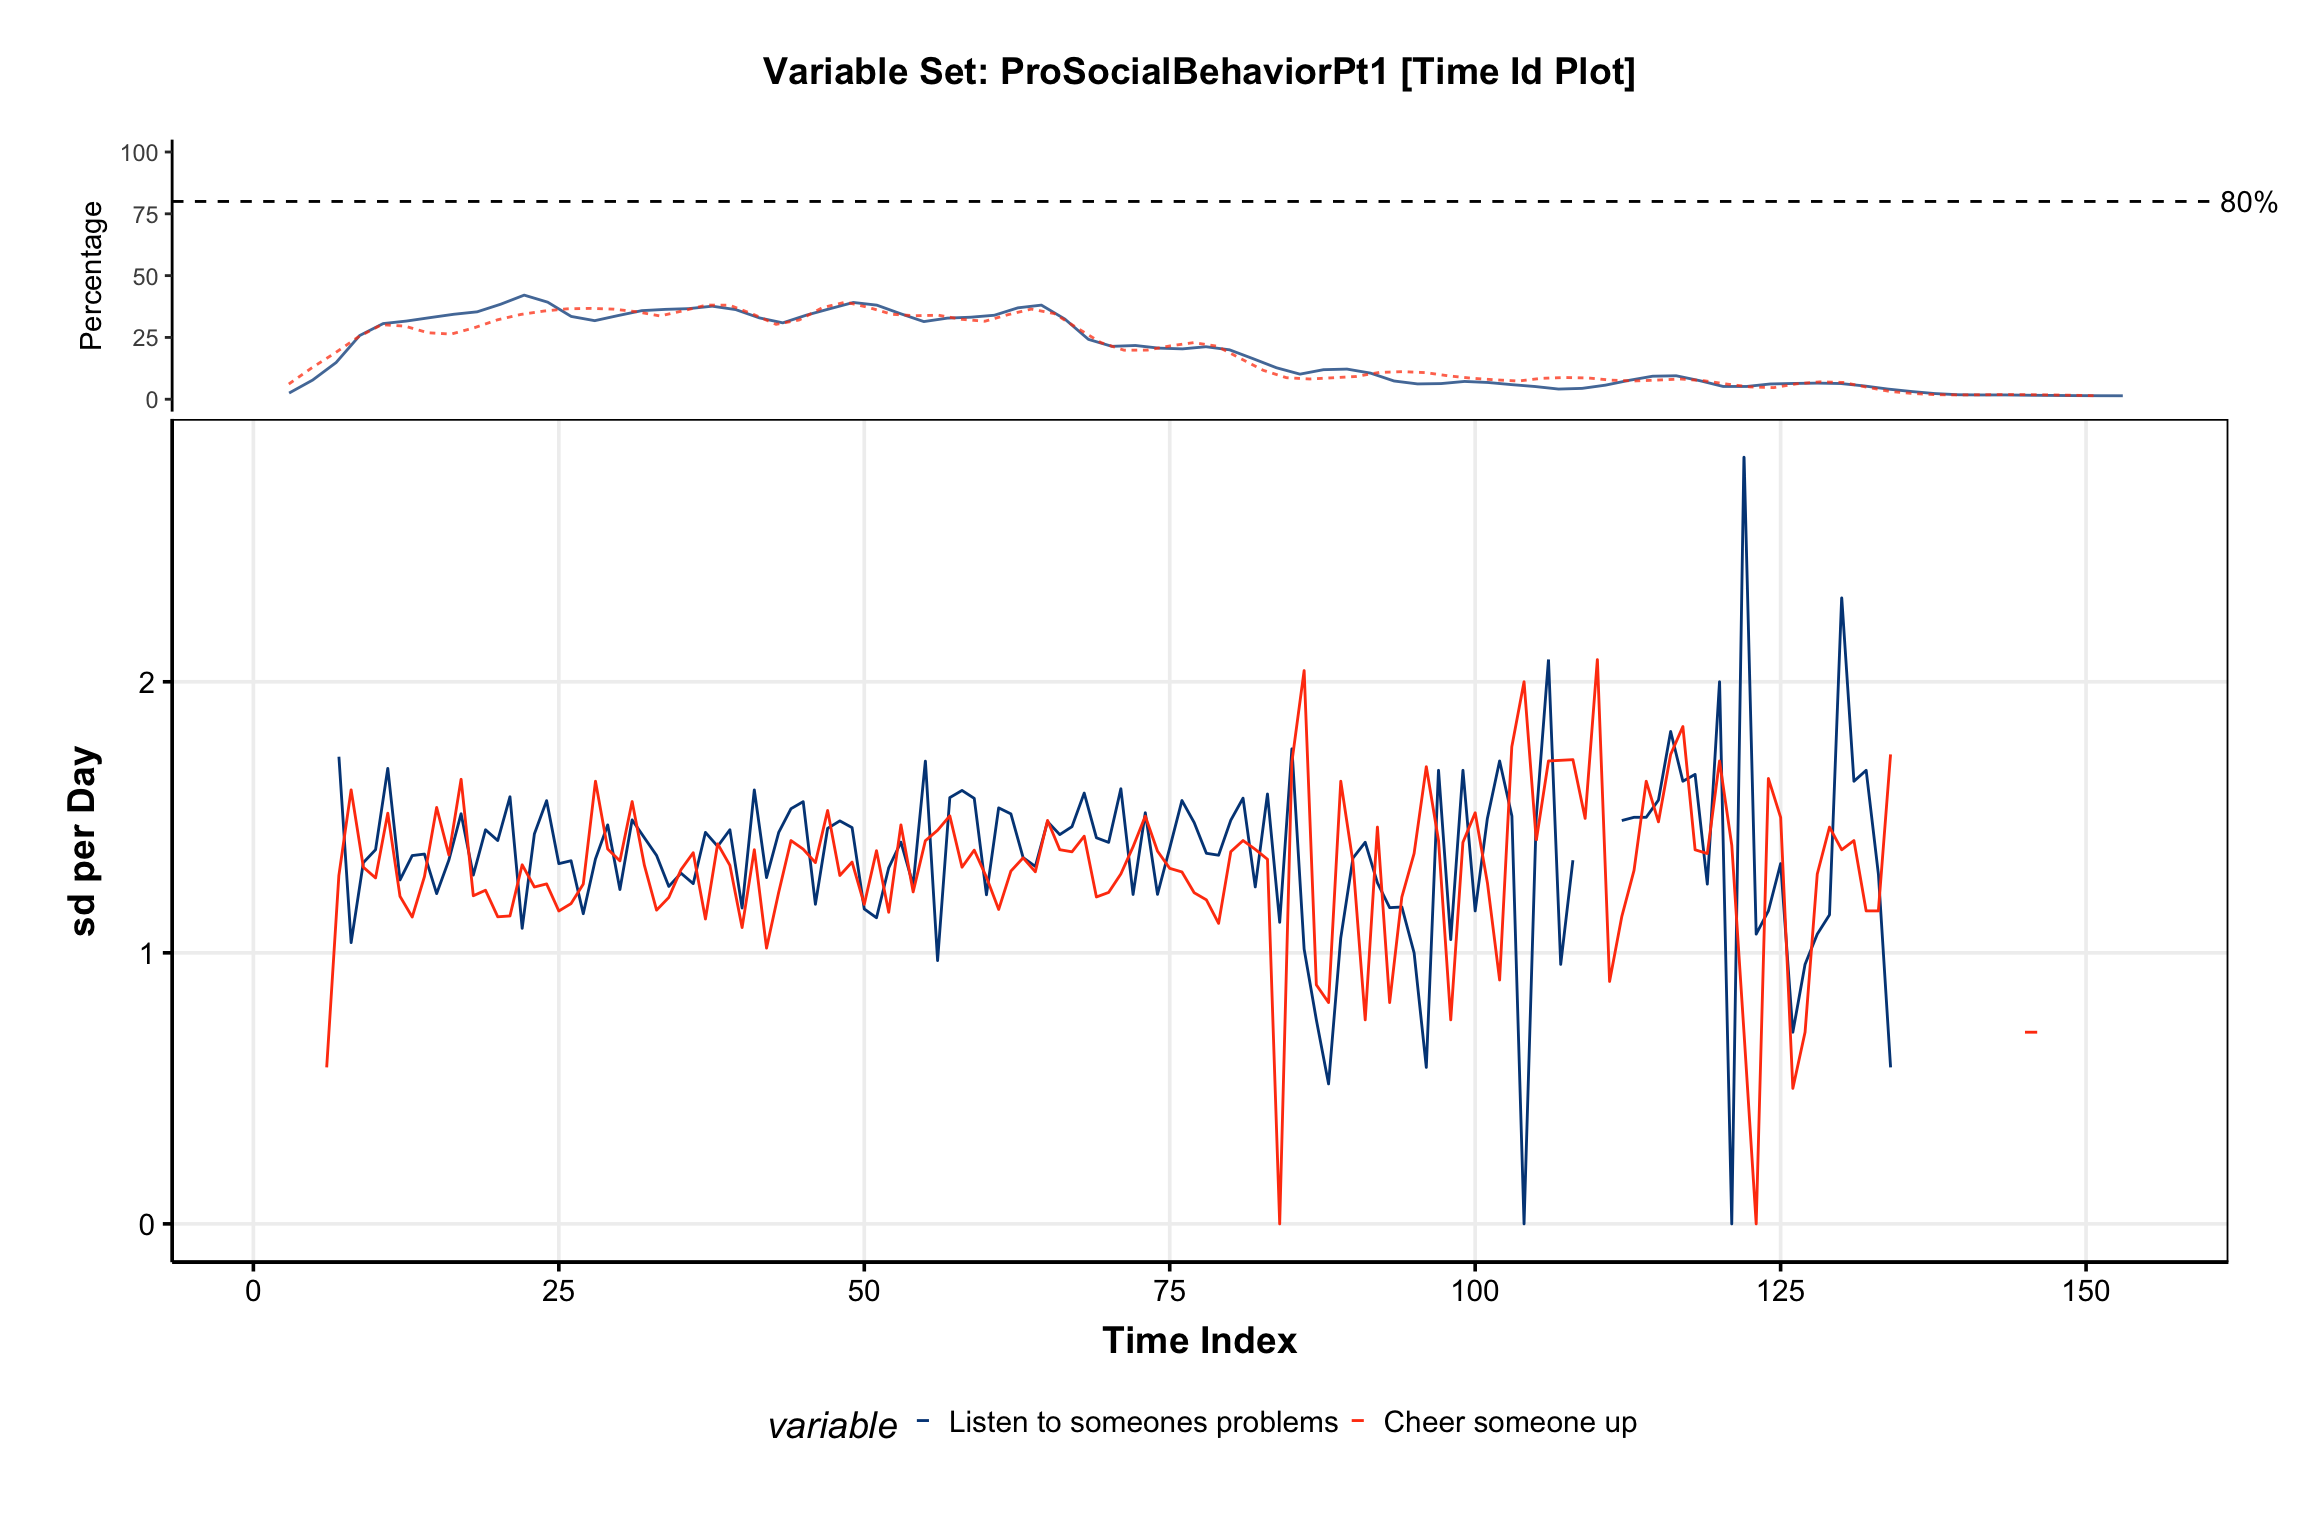 Variable Set: ProSocialBehaviorPt1 [Time Id Plot]
Percentage
100
75
50
25
0
80%
sd per Day
2
1
0
0 25 50 75 100 125 150
Time Index
variable Listen to someones problems Cheer someone up